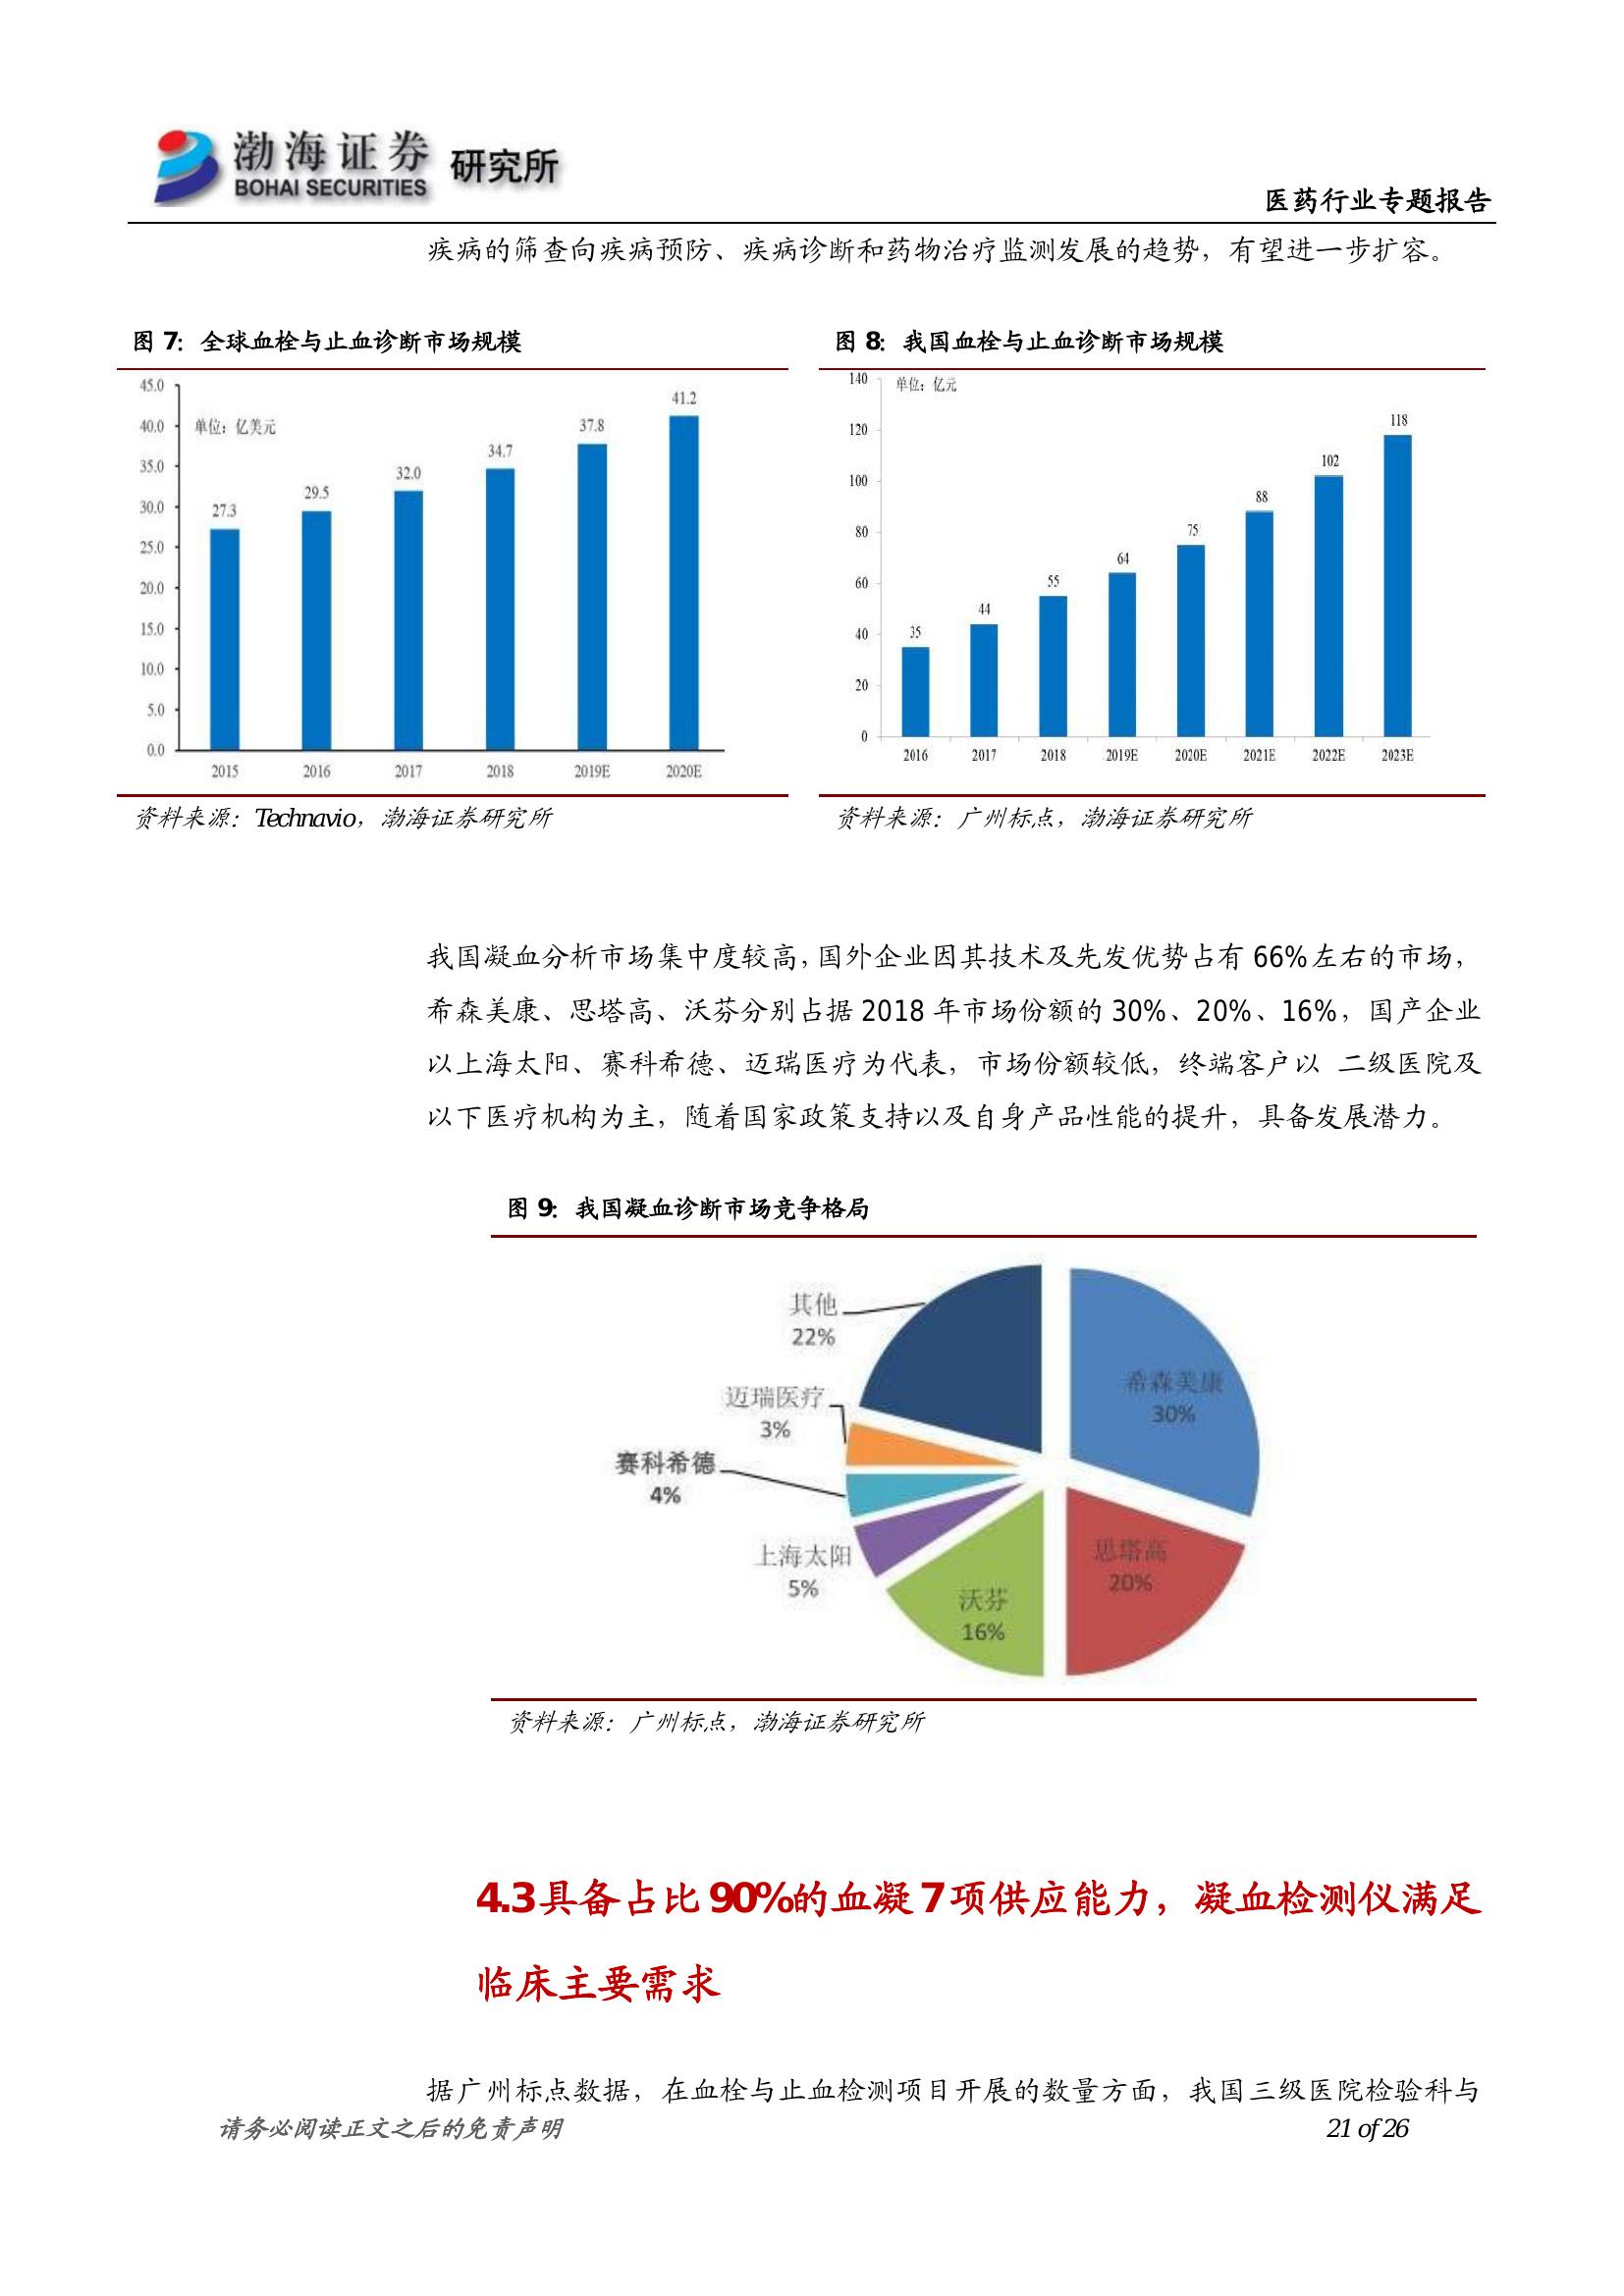 渤海证券 研究所
BOHAI SECURITIES
医药行业专题报告
疾病的筛查向疾病预防、疾病诊断和药物治疗监测发展的趋势，有望进一步扩容。
图 7：全球血栓与止血诊断市场规模
45.0
40.0
35.0
30.0
25.0
20.0
15.0
10.0
5.0
0.0
单位：亿美元
27.3
29.5
32.0
34.7
37.8
41.2
2015 2016 2017 2018 2019E 2020E
资料来源：Technavio，渤海证券研究所
图 8：我国血栓与止血诊断市场规模
140
120
100
80
60
40
20
0
单位：亿元
35
44
55
64
75
88
102
118
2016 2017 2018 2019E 2020E 2021E 2022E 2023E
资料来源：广州标点，渤海证券研究所
我国凝血分析市场集中度较高，国外企业因其技术及先发优势占有 66%左右的市场，
希森美康、思塔高、沃芬分别占据 2018 年市场份额的 30%、20%、16%，国产企业
以上海太阳、赛科希德、迈瑞医疗为代表，市场份额较低，终端客户以 二级医院及
以下医疗机构为主，随着国家政策支持以及自身产品性能的提升，具备发展潜力。
图 9：我国凝血诊断市场竞争格局
其他
22%
迈瑞医疗
3%
赛科希德
4%
上海太阳
5%
沃芬
16%
思塔高
20%
希森美康
30%
资料来源：广州标点，渤海证券研究所
4.3具备占比 90%的血凝 7 项供应能力，凝血检测仪满足
临床主要需求
据广州标点数据，在血栓与止血检测项目开展的数量方面，我国三级医院检验科与
请务必阅读正文之后的免责声明
21 of 26